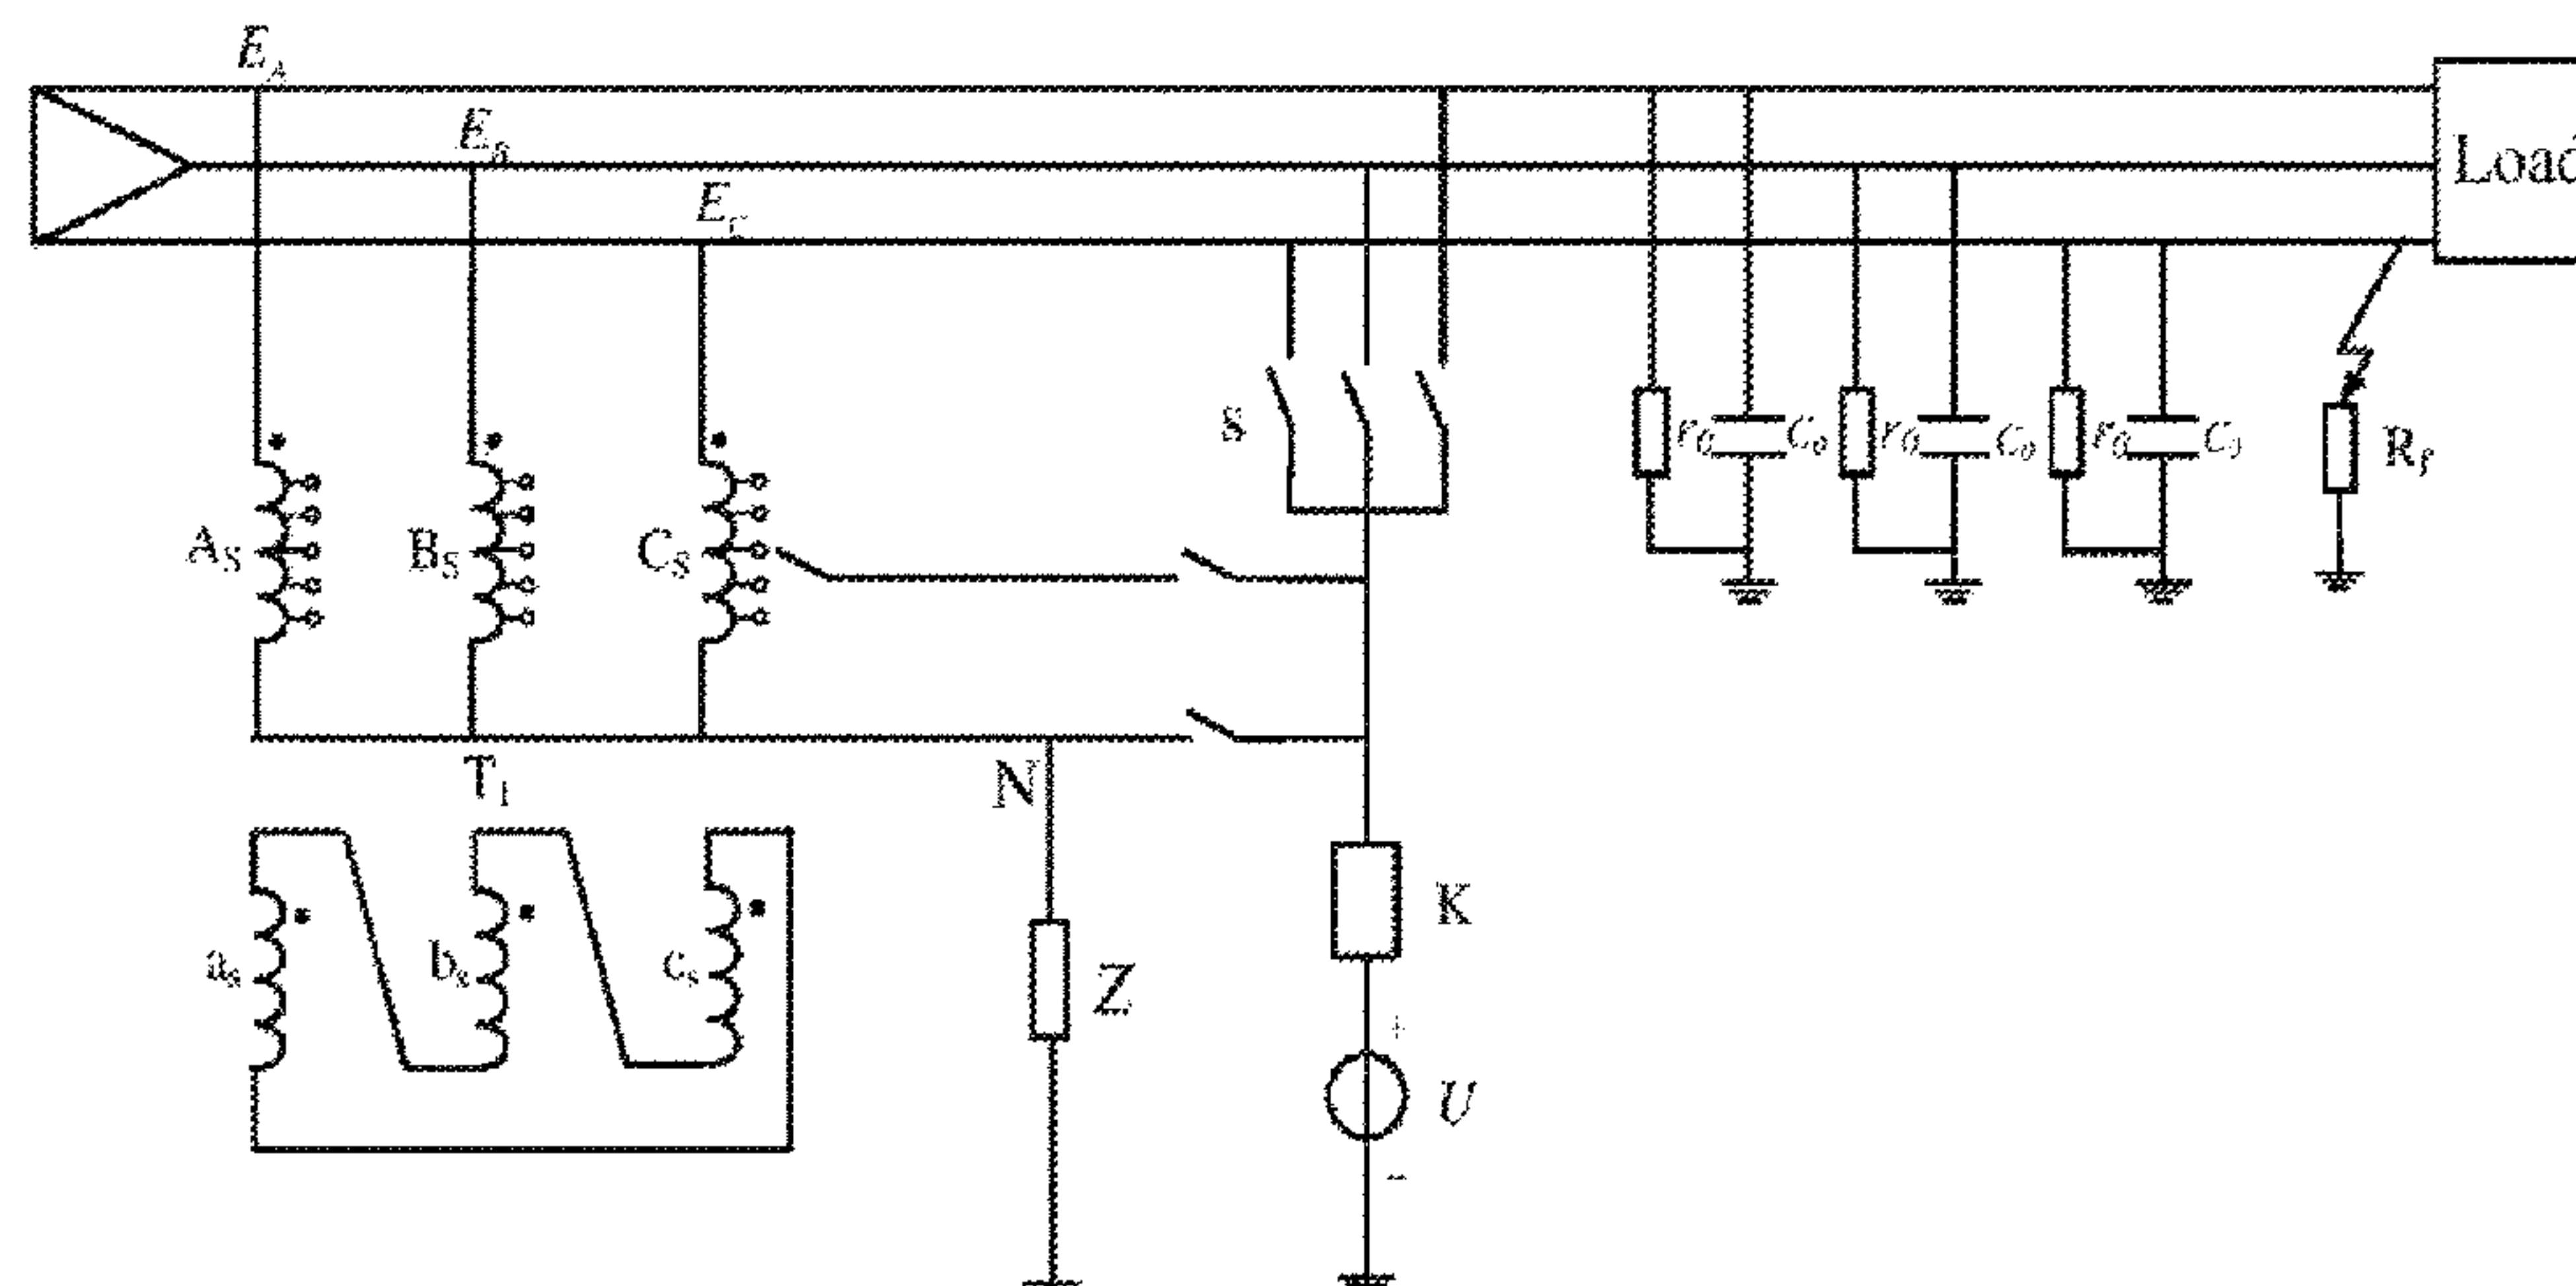 E_A
E_B
E_C
Load
S
r_0 C_0 r_0 C_0 r_0 C_0 R_f
A_S B_S C_S
T_1
N
K
a_s b_s c_s
Z
+
U
−